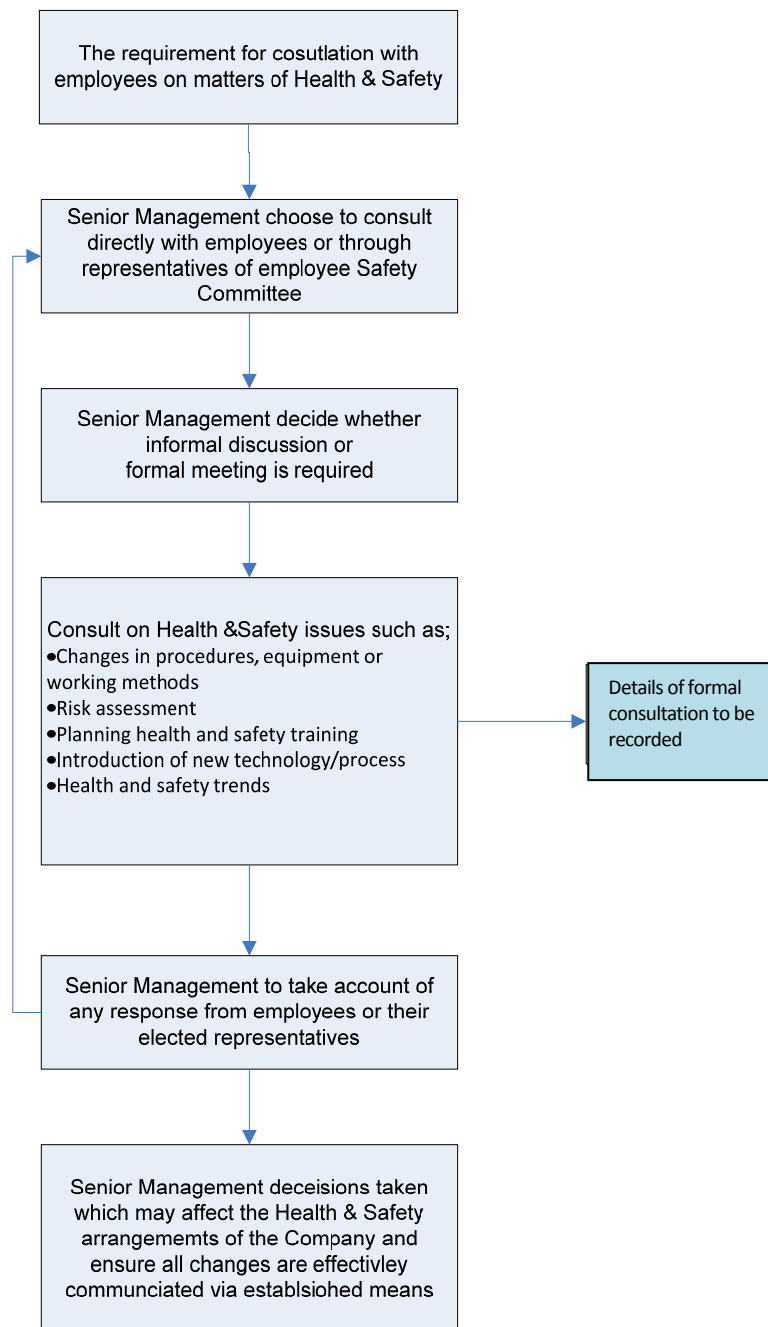 The requirement for cosutlation with
employees on matters of Health & Safety
Senior Management choose to consult
directly with employees or through
representatives of employee Safety
Committee
Senior Management decide whether
informal discussion or
formal meeting is required
Consult on Health &Safety issues such as;
•Changes in procedures, equipment or
working methods
•Risk assessment
•Planning health and safety training
•Introduction of new technology/process
•Health and safety trends
Details of formal
consultation to be
recorded
Senior Management to take account of
any response from employees or their
elected representatives
Senior Management deceisions taken
which may affect the Health & Safety
arrangememts of the Company and
ensure all changes are effectivley
communciated via establsiohed means